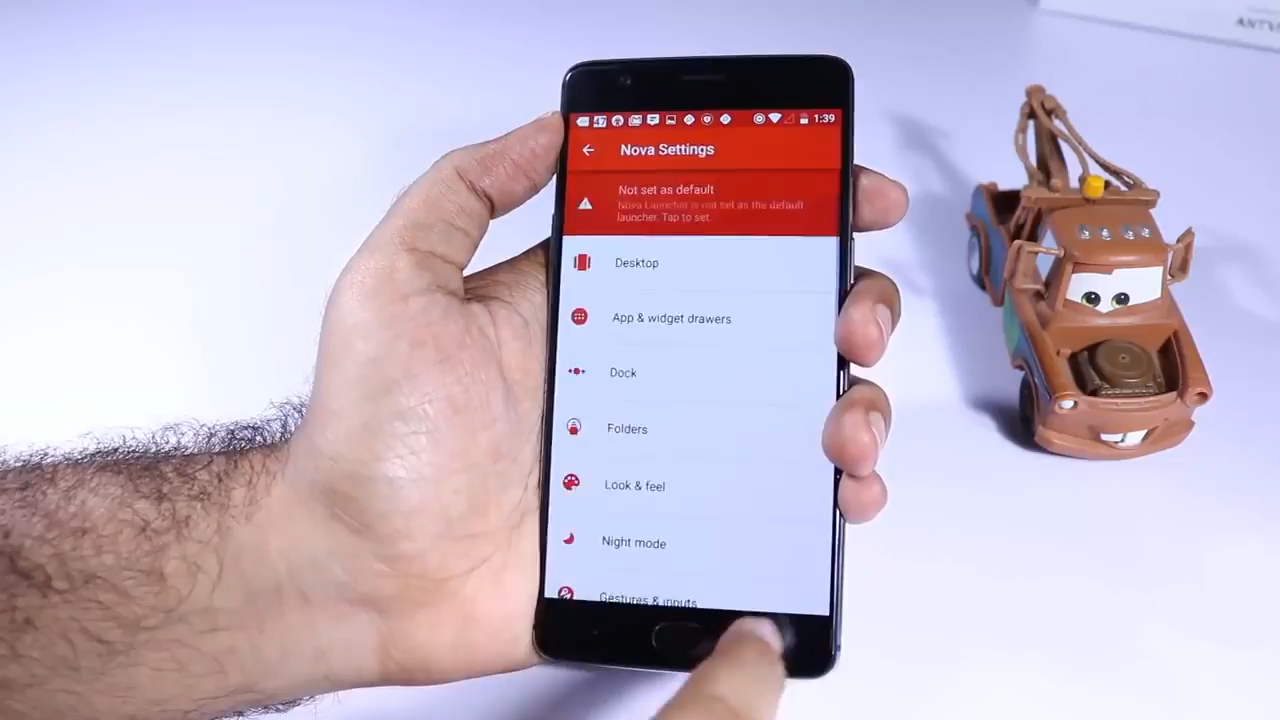 47
1:39
Nova Settings
Not set as default
Nova Launcher is not set as the default
launcher. Tap to set.
Desktop
App & widget drawers
Dock
Folders
Look & feel
Night mode
Gestures & inputs